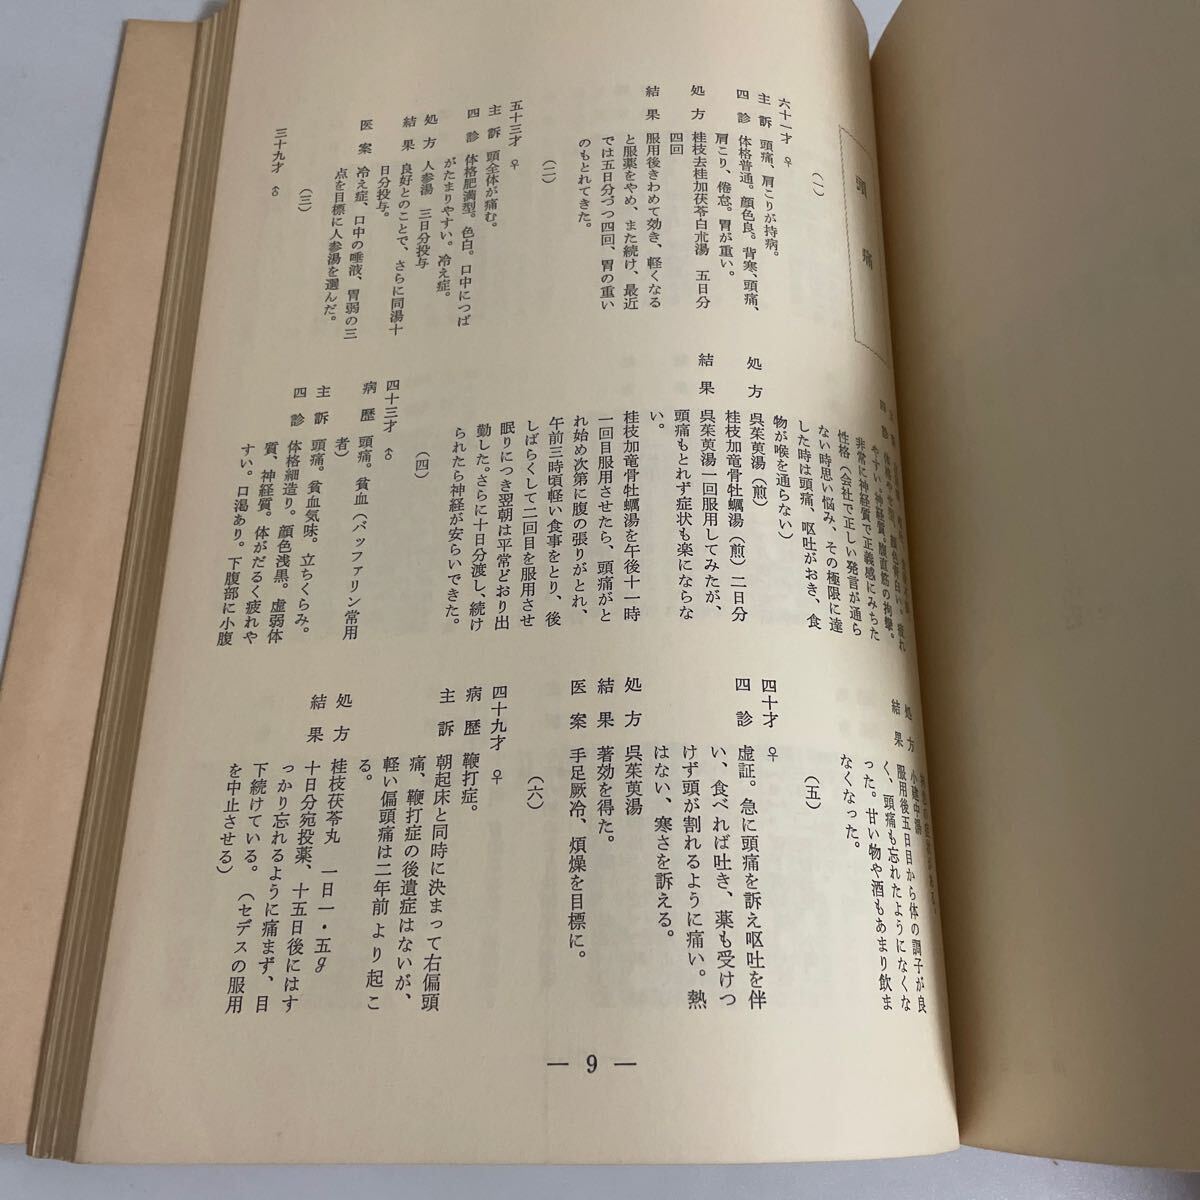 頭痛
(一)
六十一才 ♀
主訴 頭痛、肩こりが持病。
四診 体格普通。顔色良。背寒、頭痛、
肩こり、倦怠。胃が重い。
処方 桂枝去桂加茯苓白朮湯 五日分
四回
結果 服用後きわめて効き、軽くなる
と服薬をやめ、また続け、最近
では五日分づつ四回、胃の重い
のもとれてきた。
(二)
五十三才 ♀
主訴 頭全体が痛む。
四診 体格肥満型。色白。口中につば
がたまりやすい。冷え症。
処方 人参湯 三日分投与
結果 良好とのことで、さらに同湯十
日分投与。
医案 冷え症、口中の唾液、胃弱の三
点を目標に人参湯を選んだ。
(三)
三十九才 ♂
四診 体格やや
顔色青白い。疲れ
やすい。神経質。腹直筋の拘攣。
非常に神経質で正義感にみちた
性格(会社で正しい発言が通ら
ない時思い悩み、その極限に達
した時は頭痛、呕吐がおき、食
物が喉を通らない)
処方 呉茱萸湯(煎)
桂枝加竜骨牡蠣湯(煎)二日分
結果 呉茱萸湯一回服用してみたが、
頭痛もとれず症状も楽にならな
い。
桂枝加竜骨牡蠣湯を午後十一時
一回目服用させたら、頭痛がと
れ始め次第に腹の張りがとれ、
午前三時頃軽い食事をとり、後
しばらくして二回目を服用させ
眠りにつき翌朝は平常どおり出
勤した。さらに十日分渡し、続け
られたら神経が安らいできた。
(四)
四十三才 ♂
病歴 頭痛。貧血(バッファリン常用
者)
主訴 頭痛。貧血気味。立ちくらみ。
四診 体格細造り。顔色浅黒。虚弱体
質、神経質。体がだるく疲れや
すい。口渇あり。下腹部に小腹
処方 小建中湯
結果 服用後五日目から体の調子が良
く、頭痛も忘れたようになくな
った。甘い物や酒もあまり飲ま
なくなった。
(五)
四十才 ♀
四診 虚証。急に頭痛を訴え呕吐を伴
い、食べれば吐き、薬も受けつ
けず頭が割れるように痛い。熱
はない、寒さを訴える。
処方 呉茱萸湯
結果 著効を得た。
医案 手足厥冷、煩燥を目標に。
(六)
四十九才 ♀
病歴 鞭打症。
主訴 朝起床と同時に決まって右偏頭
痛、鞭打症の後遺症はないが、
軽い偏頭痛は二年前より起こ
る。
処方 桂枝茯苓丸 一日一・五g
結果 十日分宛投薬、十五日後にはす
っかり忘れるように痛まず、目
下続けている。(セデスの服用
を中止させる)
— 9 —